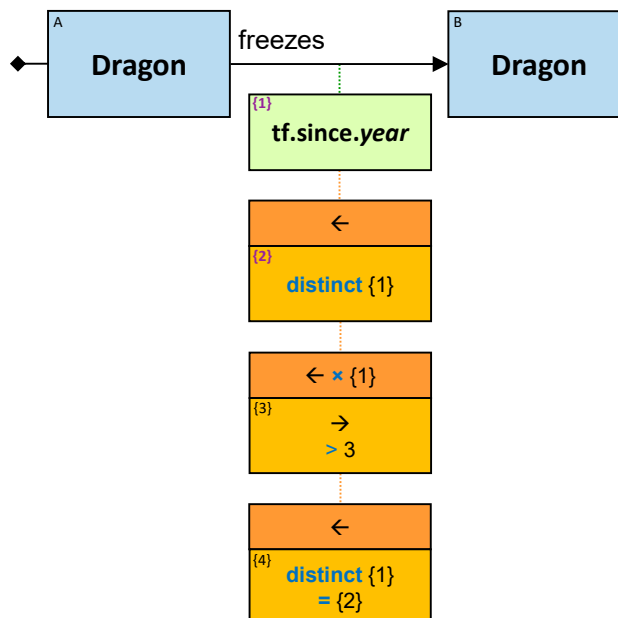 A
Dragon
freezes
B
Dragon
{1}
tf.since.year
←
{2}
distinct {1}
← × {1}
{3}
→
> 3
←
{4}
distinct {1}
= {2}